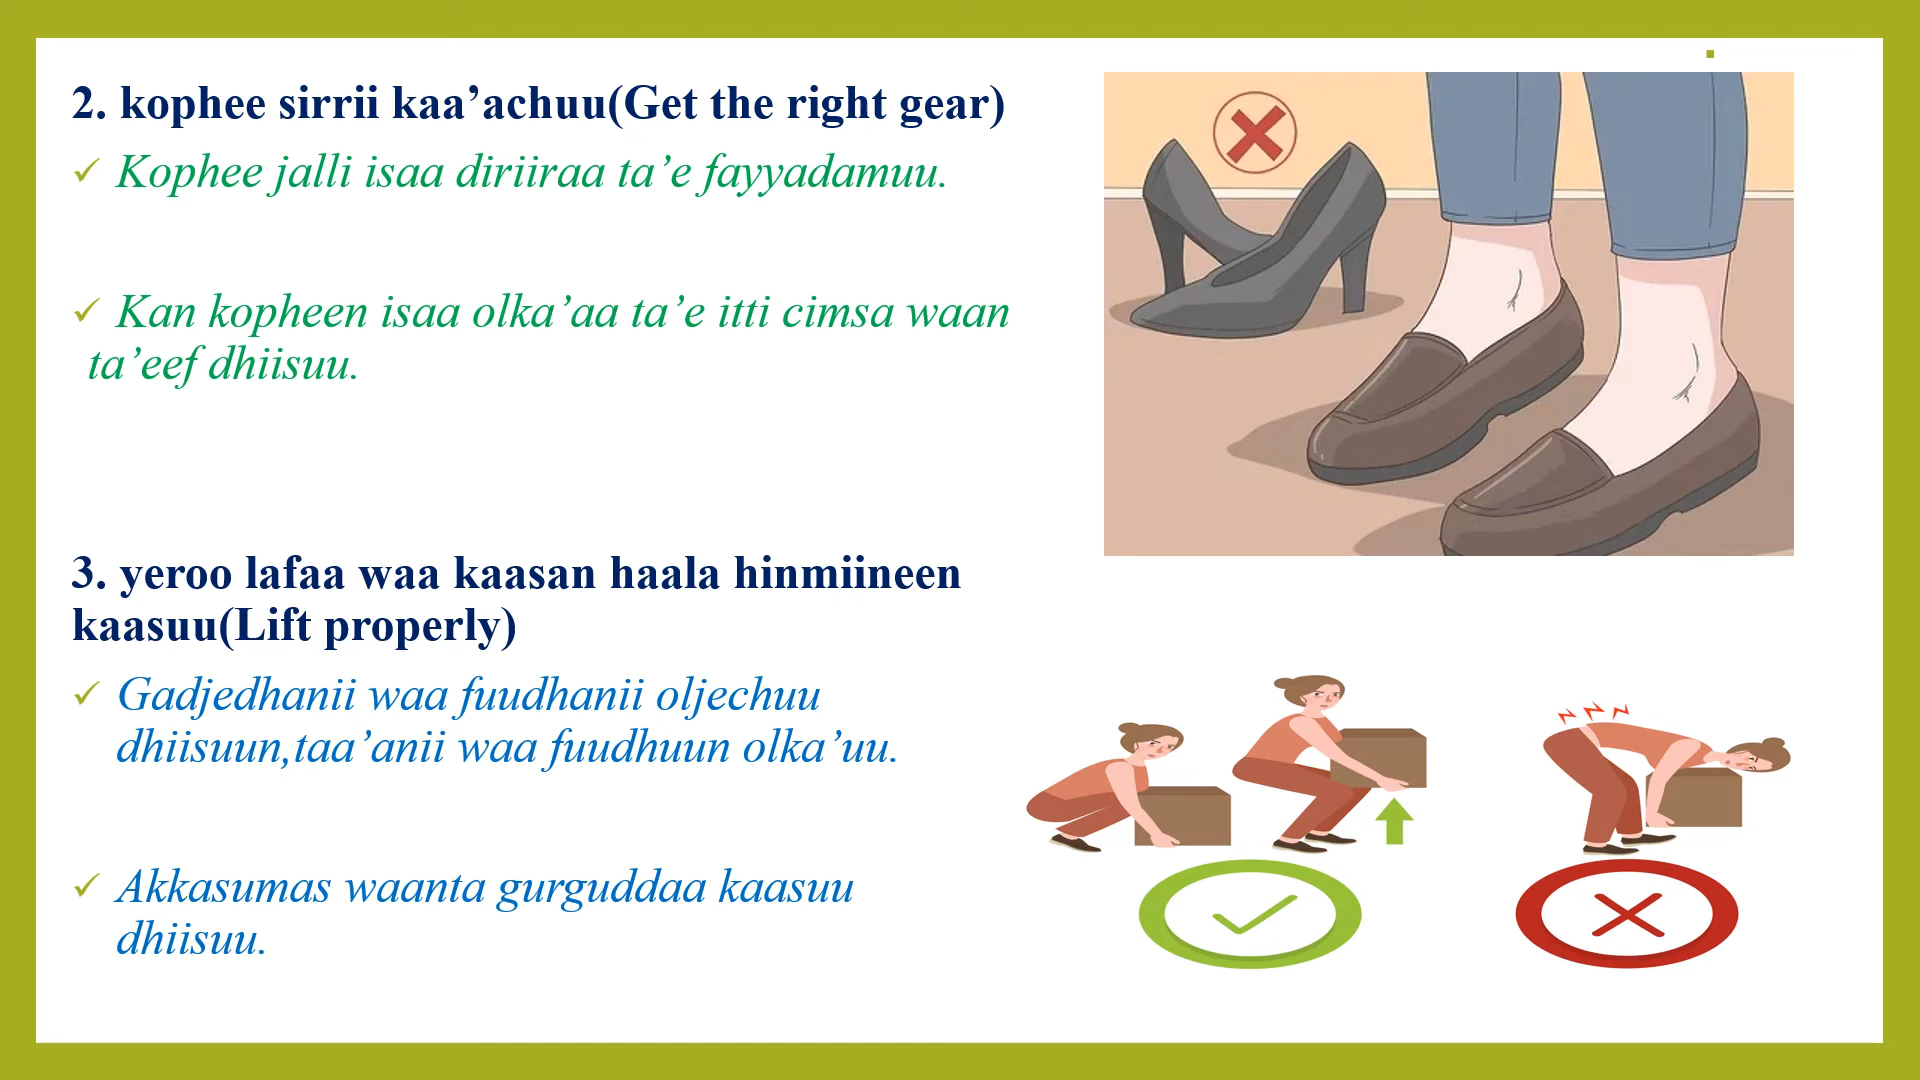 2. kophee sirrii kaa’achuu(Get the right gear)
✓ Kophee jalli isaa diriiraa ta’e fayyadamuu.
✓ Kan kopheen isaa olka’aa ta’e itti cimsa waan
ta’eef dhiisuu.
3. yeroo lafaa waa kaasan haala hinmiineen
kaasuu(Lift properly)
✓ Gadjedhanii waa fuudhanii oljechuu
dhiisuun,taa’anii waa fuudhuun olka’uu.
✓ Akkasumas waanta gurguddaa kaasuu
dhiisuu.